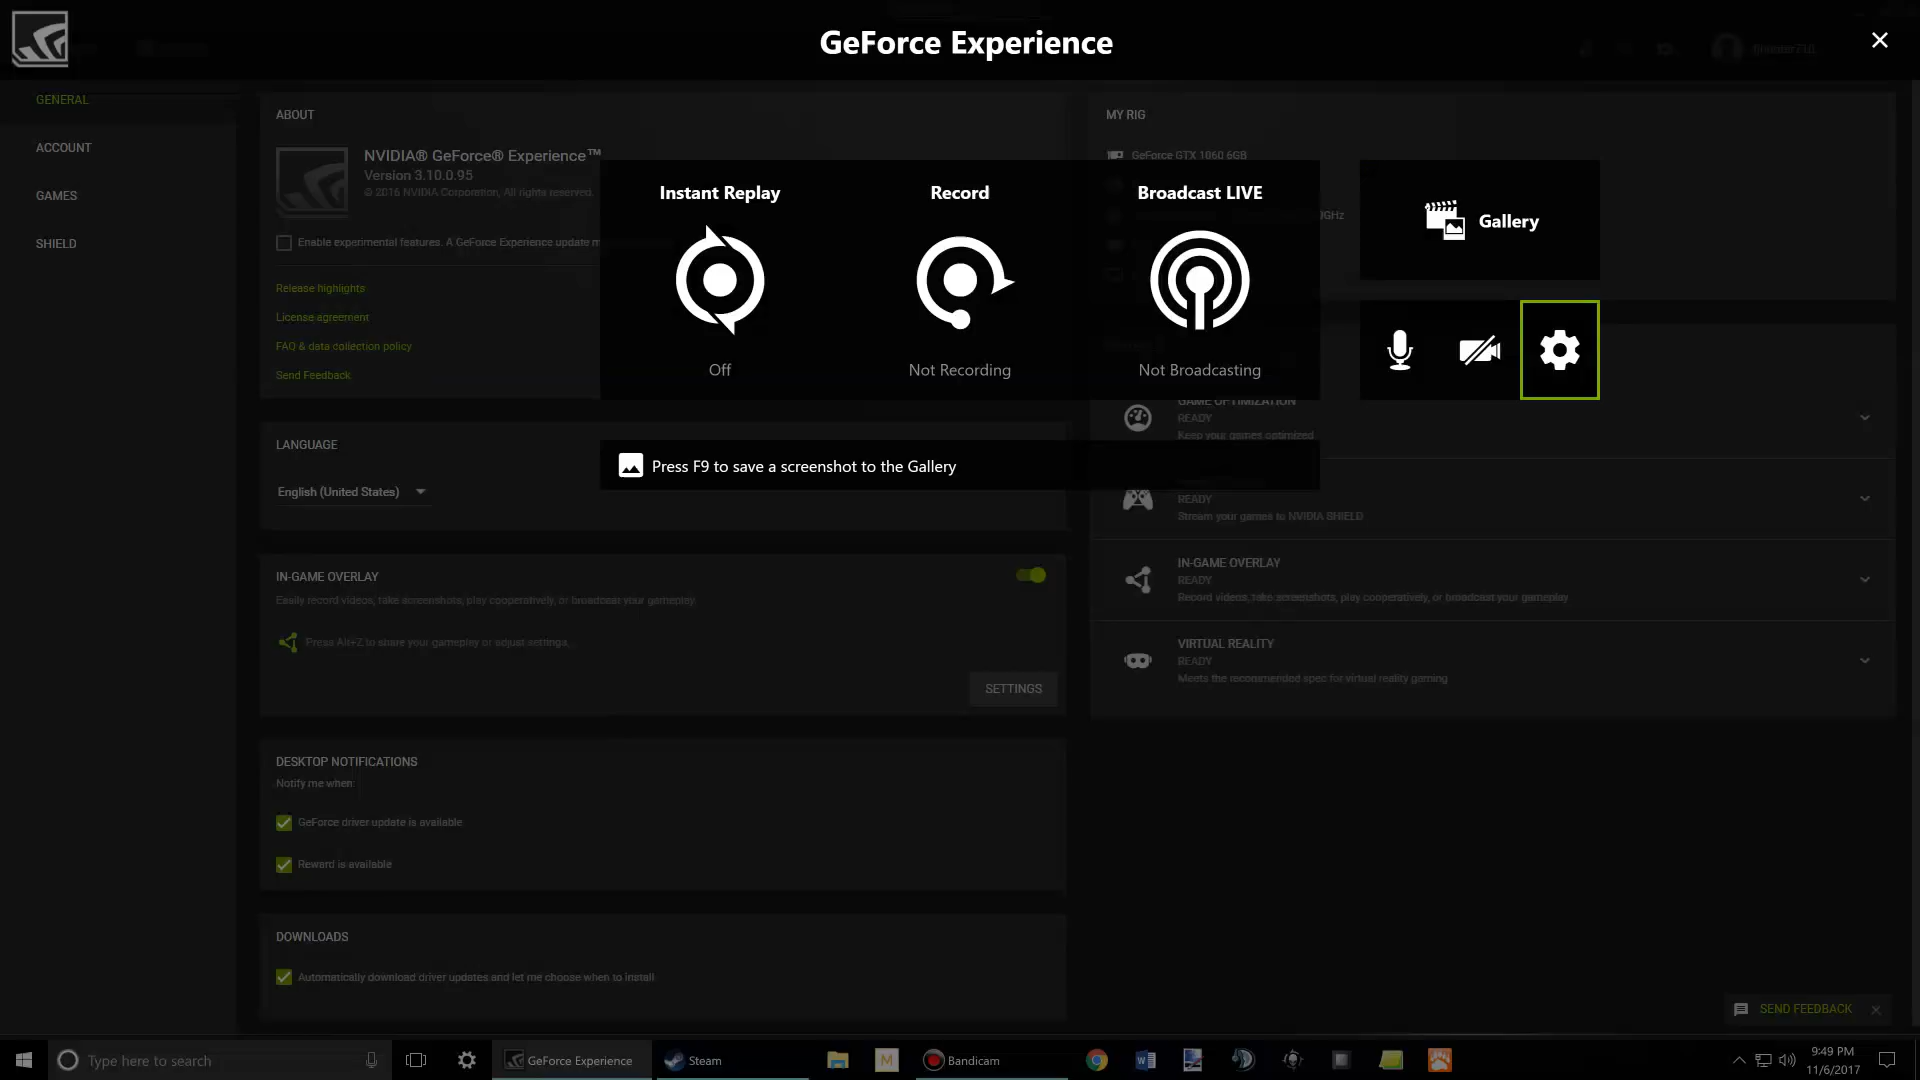 GeForce Experience
GENERAL
ACCOUNT
GAMES
SHIELD
ABOUT
NVIDIA® GeForce® Experience™
Version 3.10.0.95
© 2016 NVIDIA Corporation, All rights reserved.
Enable experimental features. A GeForce Experience update m
Release highlights
License agreement
FAQ & data collection policy
Send Feedback
Instant Replay
Off
Record
Not Recording
Broadcast LIVE
Not Broadcasting
Press F9 to save a screenshot to the Gallery
MY RIG
GeForce GTX 1060 6GB
0GHz
Gallery
LANGUAGE
English (United States)
IN-GAME OVERLAY
Easily record videos, take screenshots, play cooperatively, or broadcast your gameplay.
Press Alt+Z to share your gameplay or adjust settings.
SETTINGS
DESKTOP NOTIFICATIONS
Notify me when:
GeForce driver update is available
Reward is available
DOWNLOADS
Automatically download driver updates and let me choose when to install
GAME OPTIMIZATION
READY
Keep your games optimized
READY
Stream your games to NVIDIA SHIELD
IN-GAME OVERLAY
READY
Record videos, take screenshots, play cooperatively, or broadcast your gameplay
VIRTUAL REALITY
READY
Meets the recommended spec for virtual reality gaming
SEND FEEDBACK
Type here to search
GeForce Experience
Steam
M
Bandicam
9:49 PM
11/6/2017